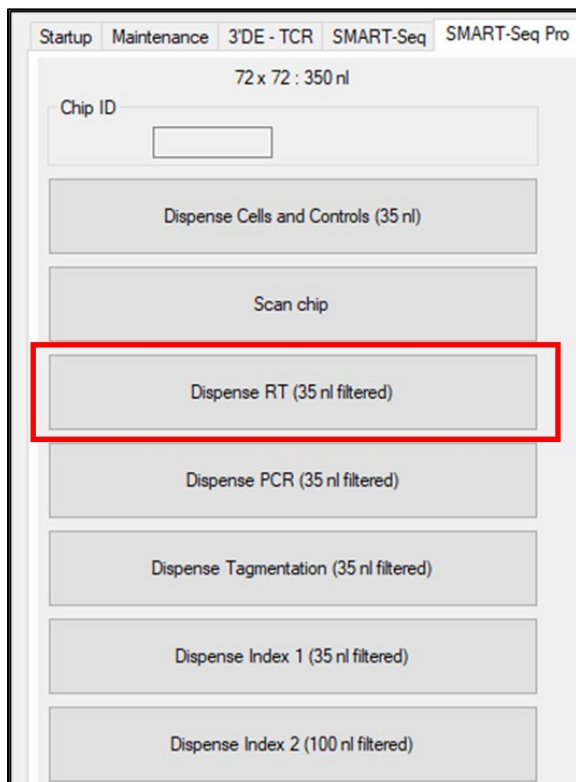 Startup Maintenance 3'DE - TCR SMART-Seq SMART-Seq Pro
72 x 72 : 350 nl
Chip ID
Dispense Cells and Controls (35 nl)
Scan chip
Dispense RT (35 nl filtered)
Dispense PCR (35 nl filtered)
Dispense Tagmentation (35 nl filtered)
Dispense Index 1 (35 nl filtered)
Dispense Index 2 (100 nl filtered)